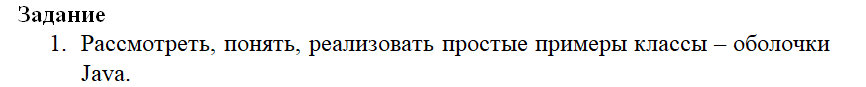 Задание
1. Рассмотреть, понять, реализовать простые примеры классы – оболочки
Java.